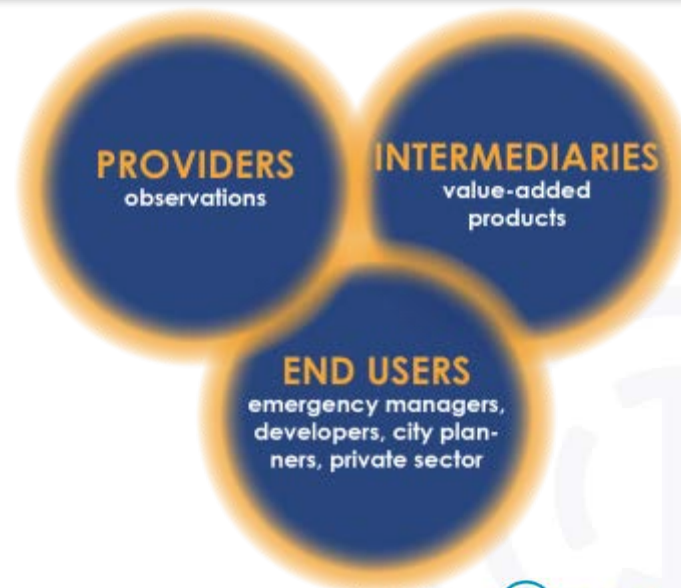 PROVIDERS
observations
INTERMEDIARIES
value-added
products
END USERS
emergency managers,
developers, city plan-
ners, private sector